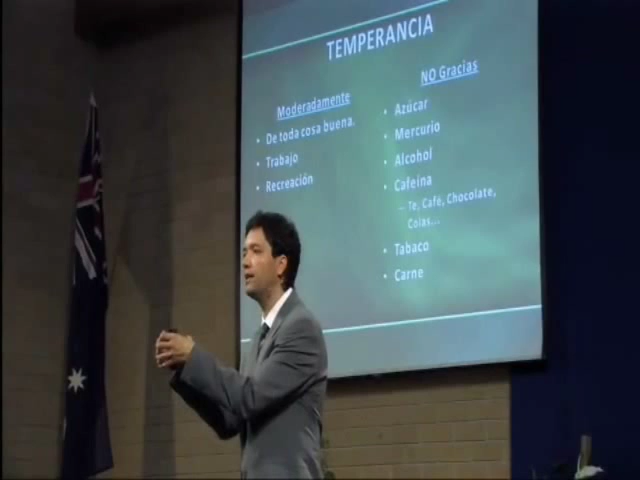 TEMPERANCIA
Moderadamente
• De toda cosa buena.
• Trabajo
• Recreación
NO Gracias
• Azúcar
• Mercurio
• Alcohol
• Cafeína
– Te, Café, Chocolate,
Colas...
• Tabaco
• Carne